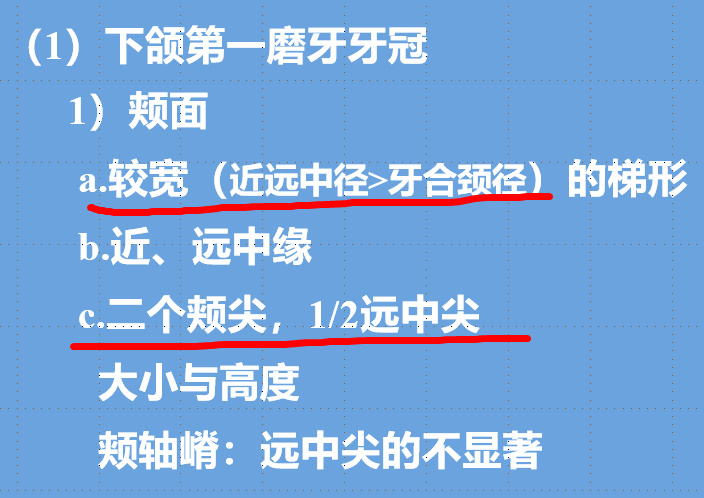 （1）下颌第一磨牙牙冠
1）颊面
a.较宽（近远中径>牙合颈径）的梯形
b.近、远中缘
c.二个颊尖，1/2远中尖
大小与高度
颊轴嵴：远中尖的不显著